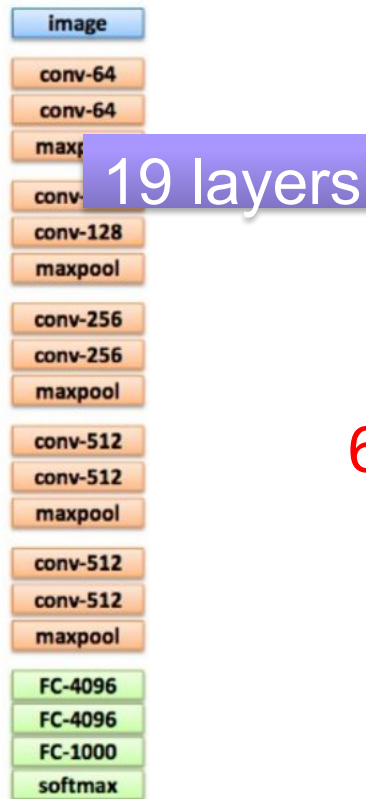 image
conv-64
conv-64
19 layers
conv-128
maxpool
conv-256
conv-256
maxpool
conv-512
conv-512
maxpool
conv-512
conv-512
maxpool
FC-4096
FC-4096
FC-1000
softmax
6